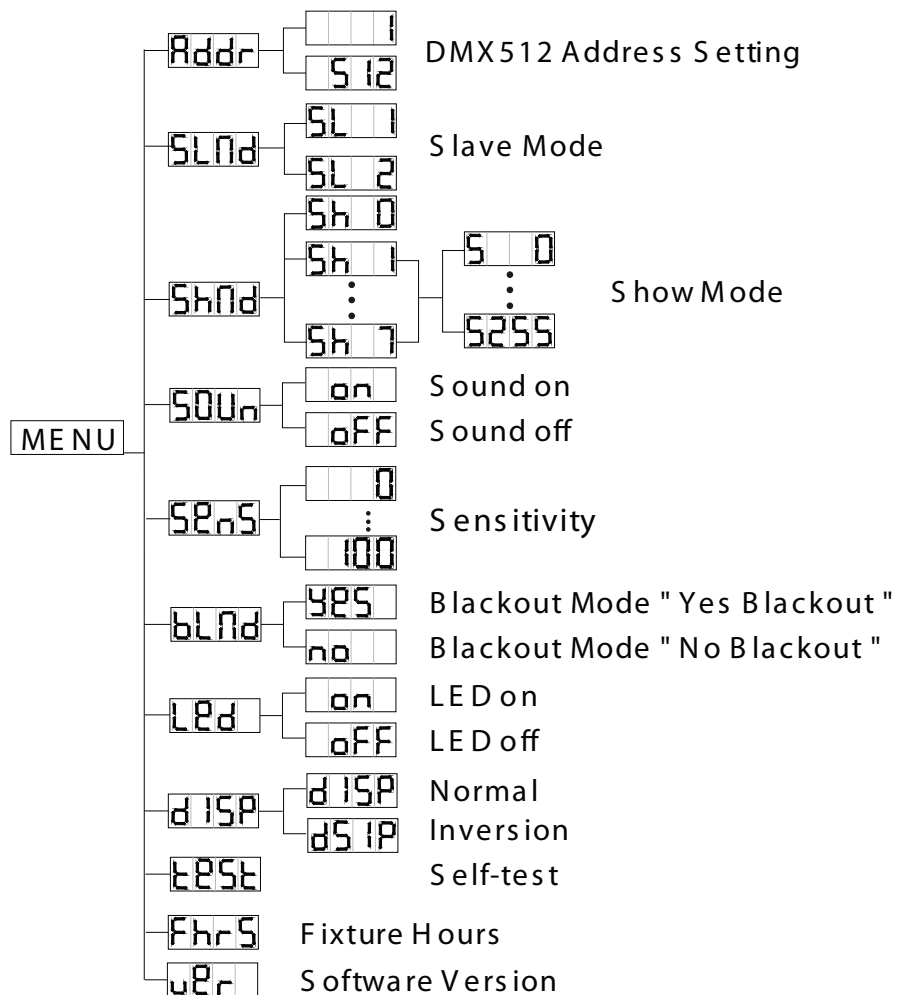 MENU
Addr
1
512
DMX512 Address Setting
SLMd
SL 1
SL 2
Slave Mode
ShMd
Sh 0
Sh 1
Sh 7
S 0
S255
Show Mode
SOUn
on
Sound on
oFF
Sound off
SenS
0
100
Sensitivity
bLMd
yes
Blackout Mode "Yes Blackout"
no
Blackout Mode "No Blackout"
Led
on
LED on
oFF
LED off
dISP
dISP
Normal
dSIP
Inversion
test
Self-test
FhrS
Fixture Hours
ver
Software Version